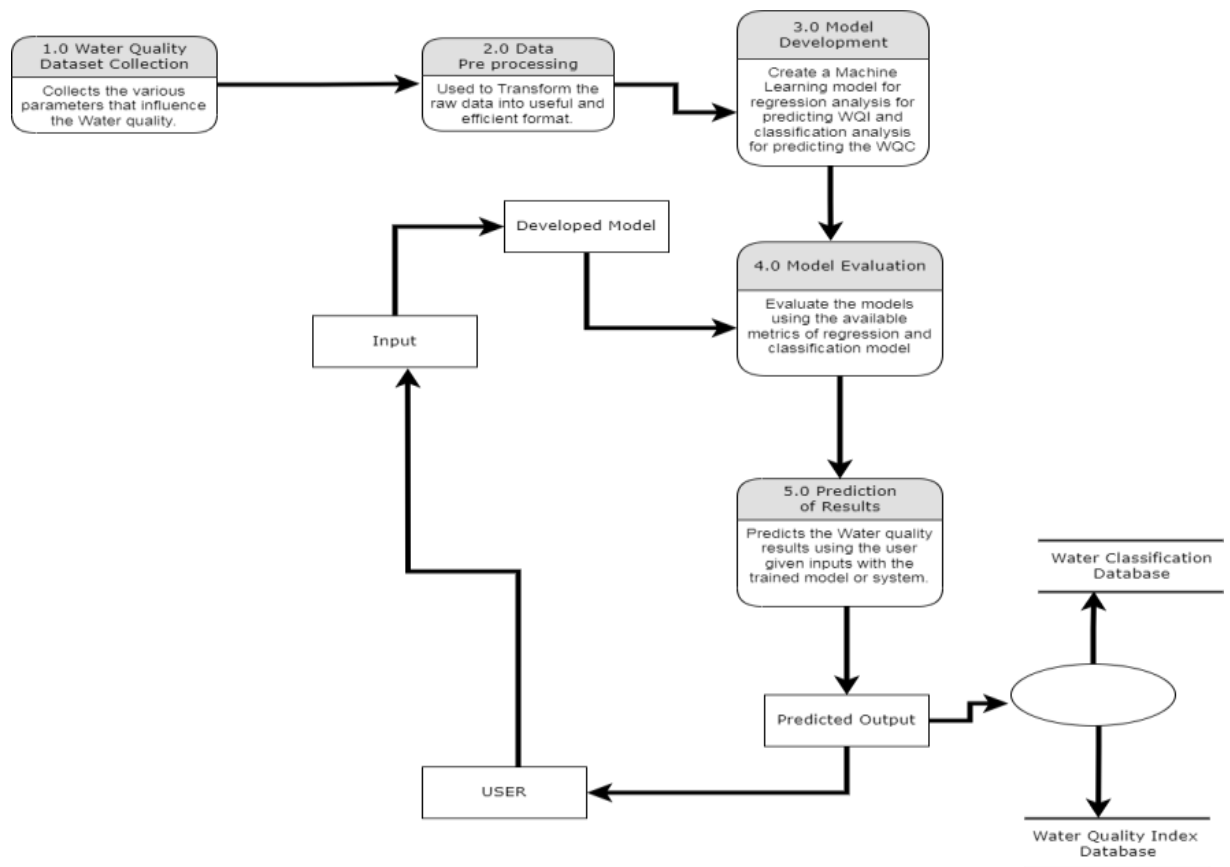 1.0 Water Quality
Dataset Collection
Collects the various
parameters that influence
the Water quality.
2.0 Data
Pre processing
Used to Transform the
raw data into useful and
efficient format.
3.0 Model
Development
Create a Machine
Learning model for
regression analysis for
predicting WQI and
classification analysis
for predicting the WQC
Developed Model
4.0 Model Evaluation
Evaluate the models
using the available
metrics of regression and
classification model
Input
5.0 Prediction
of Results
Predicts the Water quality
results using the user
given inputs with the
trained model or system.
Water Classification
Database
Predicted Output
USER
Water Quality Index
Database